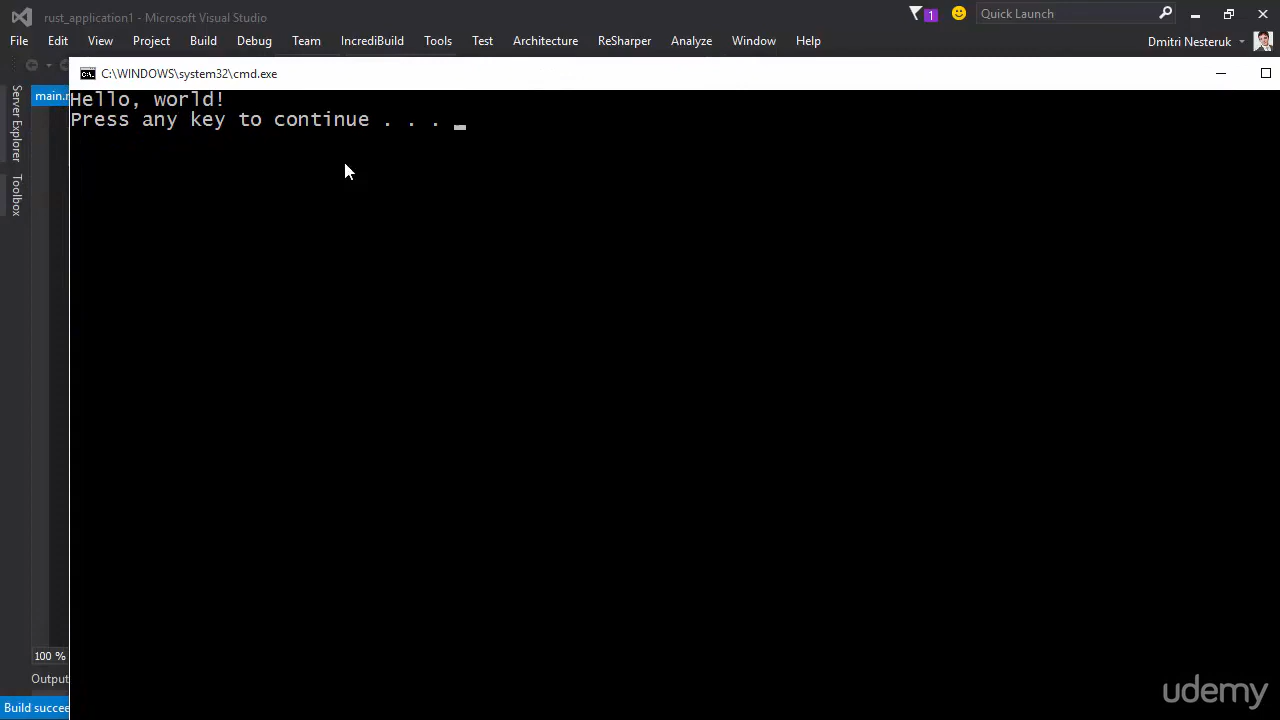 rust_application1 - Microsoft Visual Studio
1
Quick Launch
File Edit View Project Build Debug Team IncrediBuild Tools Test Architecture ReSharper Analyze Window Help
Dmitri Nesteruk
C:\WINDOWS\system32\cmd.exe
Server Explorer
Toolbox
main.r
Hello, world!
Press any key to continue . . .
100 %
Output
Build succee
udemy